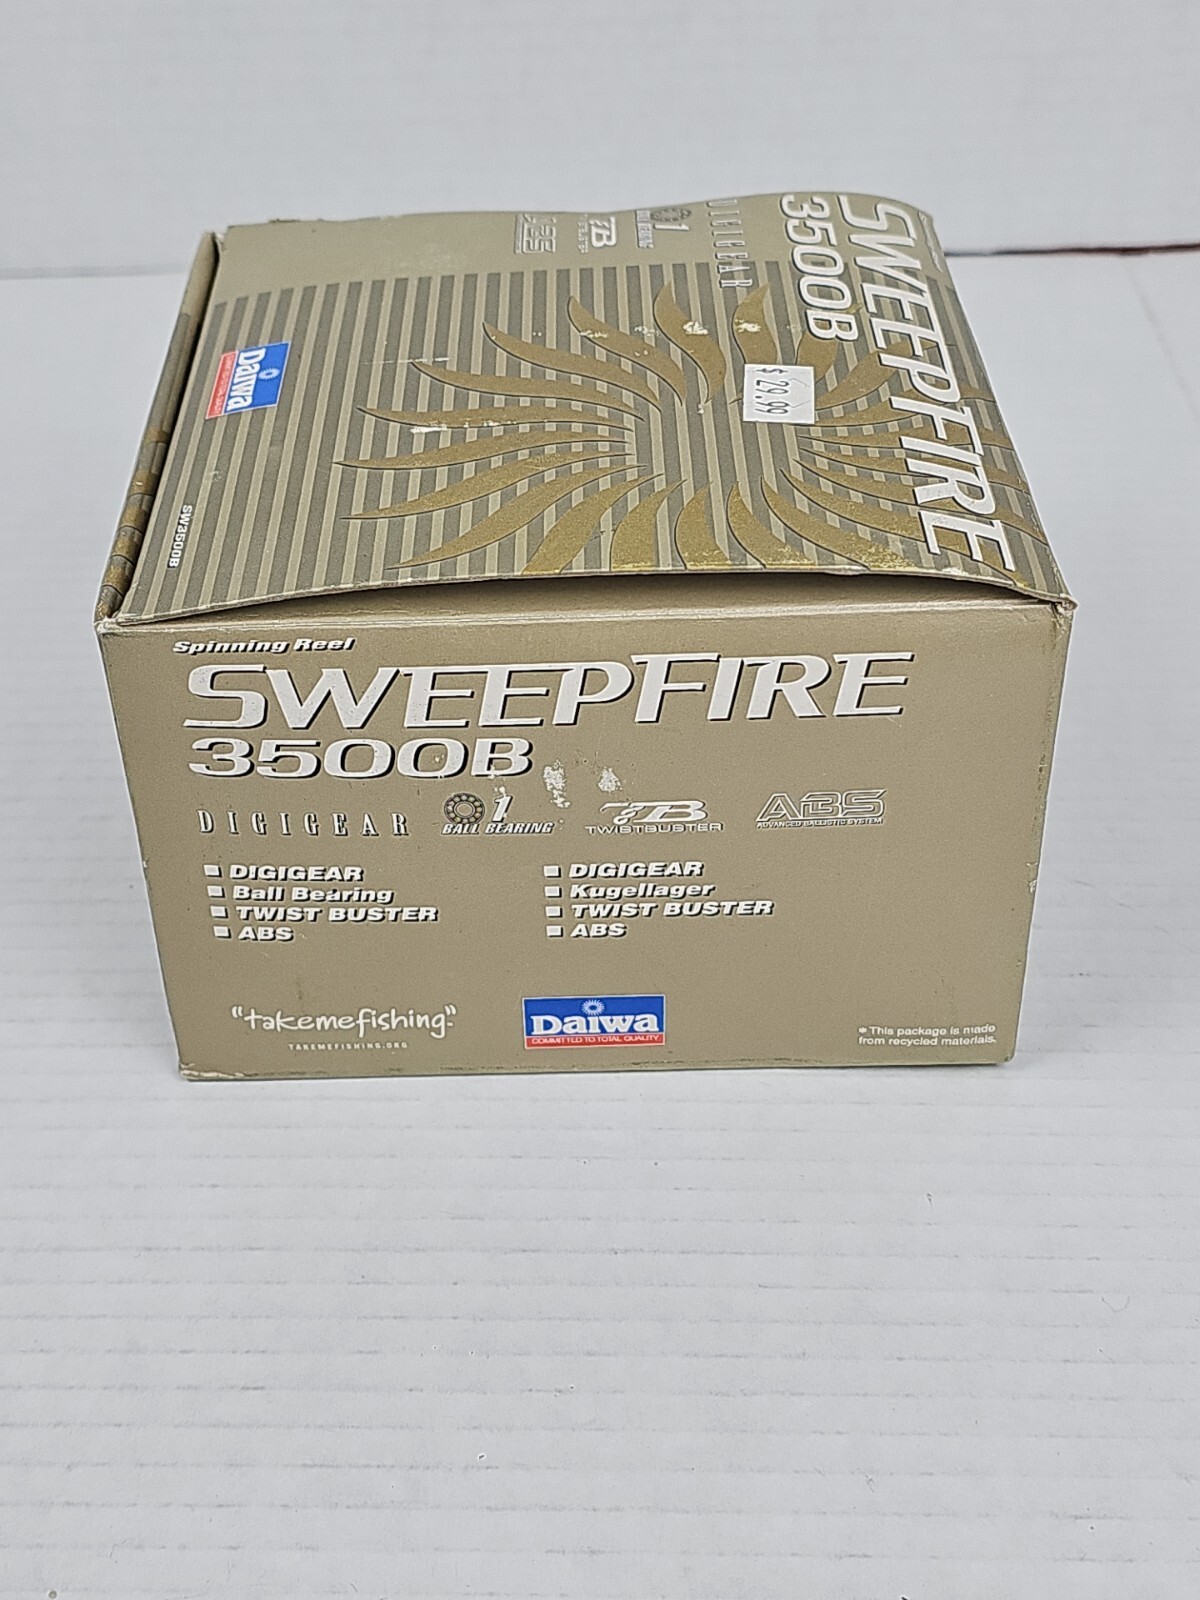 SWEEPFIRE
3500B
DIGIGEAR
1
TB
ABS
$ 29.99
Daiwa
SW3500B
Spinning Reel
SWEEPFIRE
3500B
DIGIGEAR
1
BALL BEARING
TB
TWISTBUSTER
ABS
ADVANCED BALLISTIC SYSTEM
DIGIGEAR
Ball Bearing
TWIST BUSTER
ABS
DIGIGEAR
Kugellager
TWIST BUSTER
ABS
"takemefishing"
TAKEMEFISHING.ORG
Daiwa
COMMITTED TO TOTAL QUALITY
* This package is made
from recycled materials.